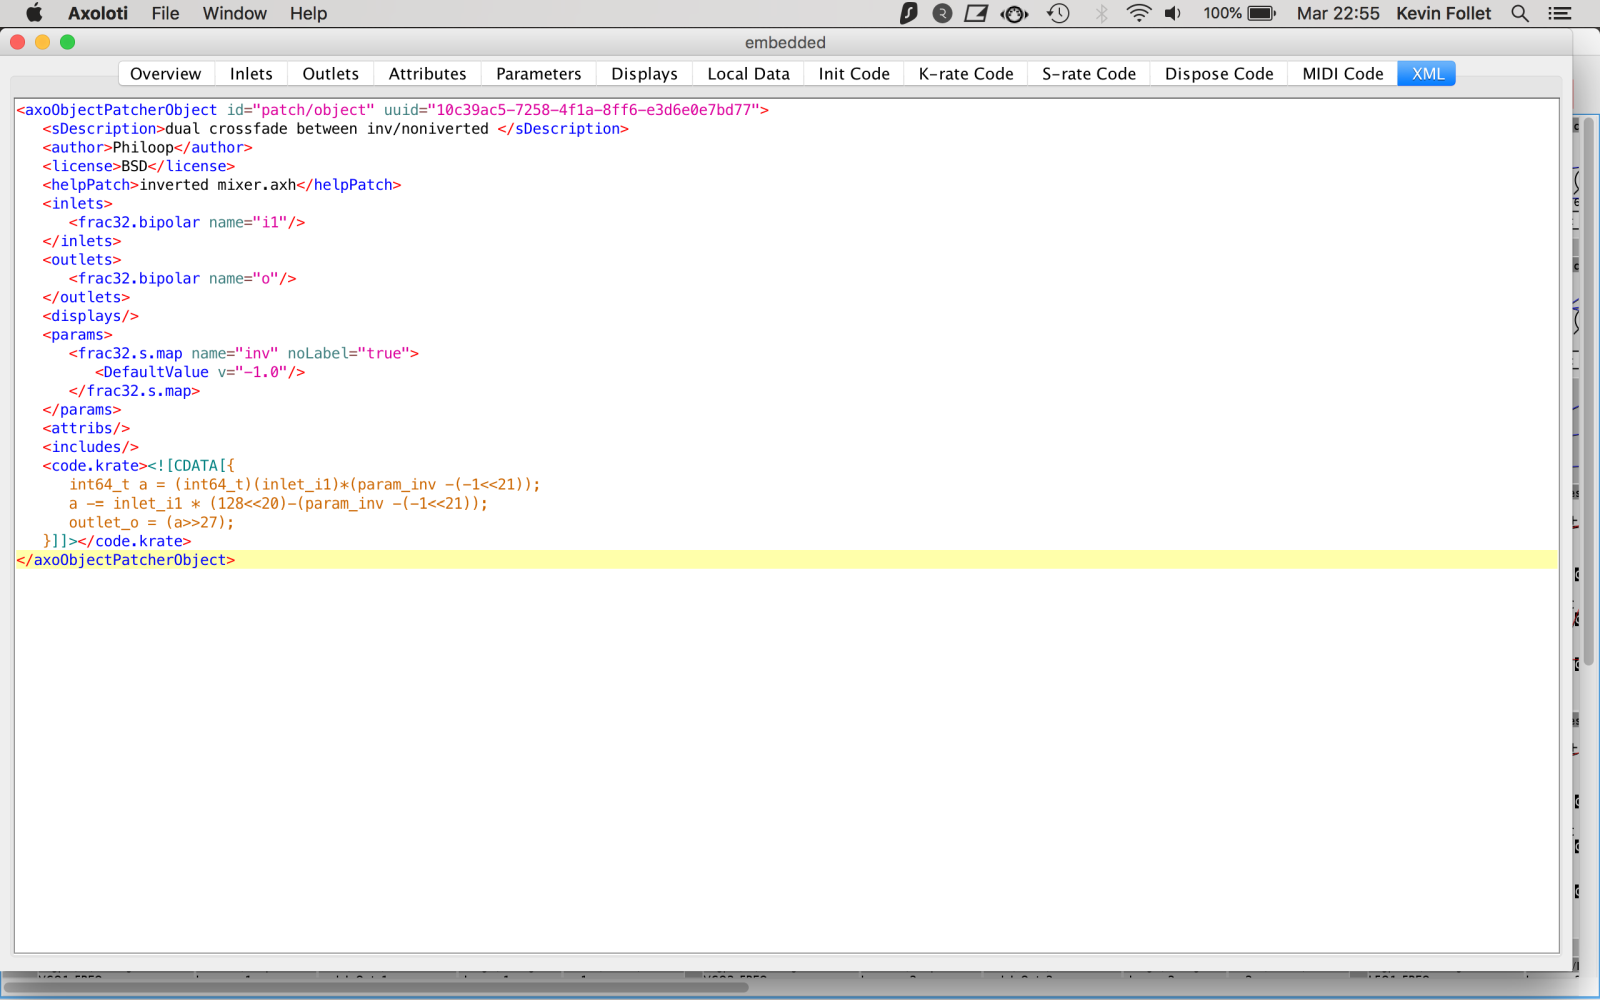 Axoloti File Window Help 100% Mar 22:55 Kevin Follet
embedded
Overview Inlets Outlets Attributes Parameters Displays Local Data Init Code K-rate Code S-rate Code Dispose Code MIDI Code XML
<axoObjectPatcherObject id="patch/object" uuid="10c39ac5-7258-4f1a-8ff6-e3d6e0e7bd77">
<sDescription>dual crossfade between inv/noniverted </sDescription>
<author>Philoop</author>
<license>BSD</license>
<helpPatch>inverted mixer.axh</helpPatch>
<inlets>
<frac32.bipolar name="i1"/>
</inlets>
<outlets>
<frac32.bipolar name="o"/>
</outlets>
<displays/>
<params>
<frac32.s.map name="inv" noLabel="true">
<DefaultValue v="-1.0"/>
</frac32.s.map>
</params>
<attribs/>
<includes/>
<code.krate><![CDATA[{
int64_t a = (int64_t)(inlet_i1)*(param_inv -(-1<<21));
a -= inlet_i1 * (128<<20)-(param_inv -(-1<<21));
outlet_o = (a>>27);
}]]></code.krate>
</axoObjectPatcherObject>